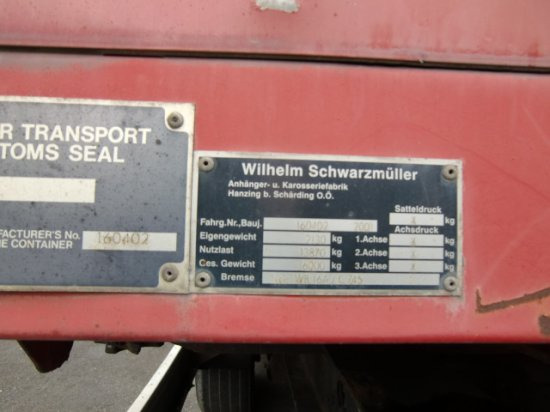 R TRANSPORT
TOMS SEAL
FACTURER'S No. 160402
E CONTAINER
Wilhelm Schwarzmüller
Anhänger- u. Karosseriefabrik
Hanzing b. Schärding O.Ö.
Satteldruck kg
Fahrg.Nr.,Bauj. 160402 Achsdruck
Eigengewicht kg 1.Achse kg
Nutzlast kg 2.Achse kg
Ges. Gewicht kg 3.Achse kg
Bremse